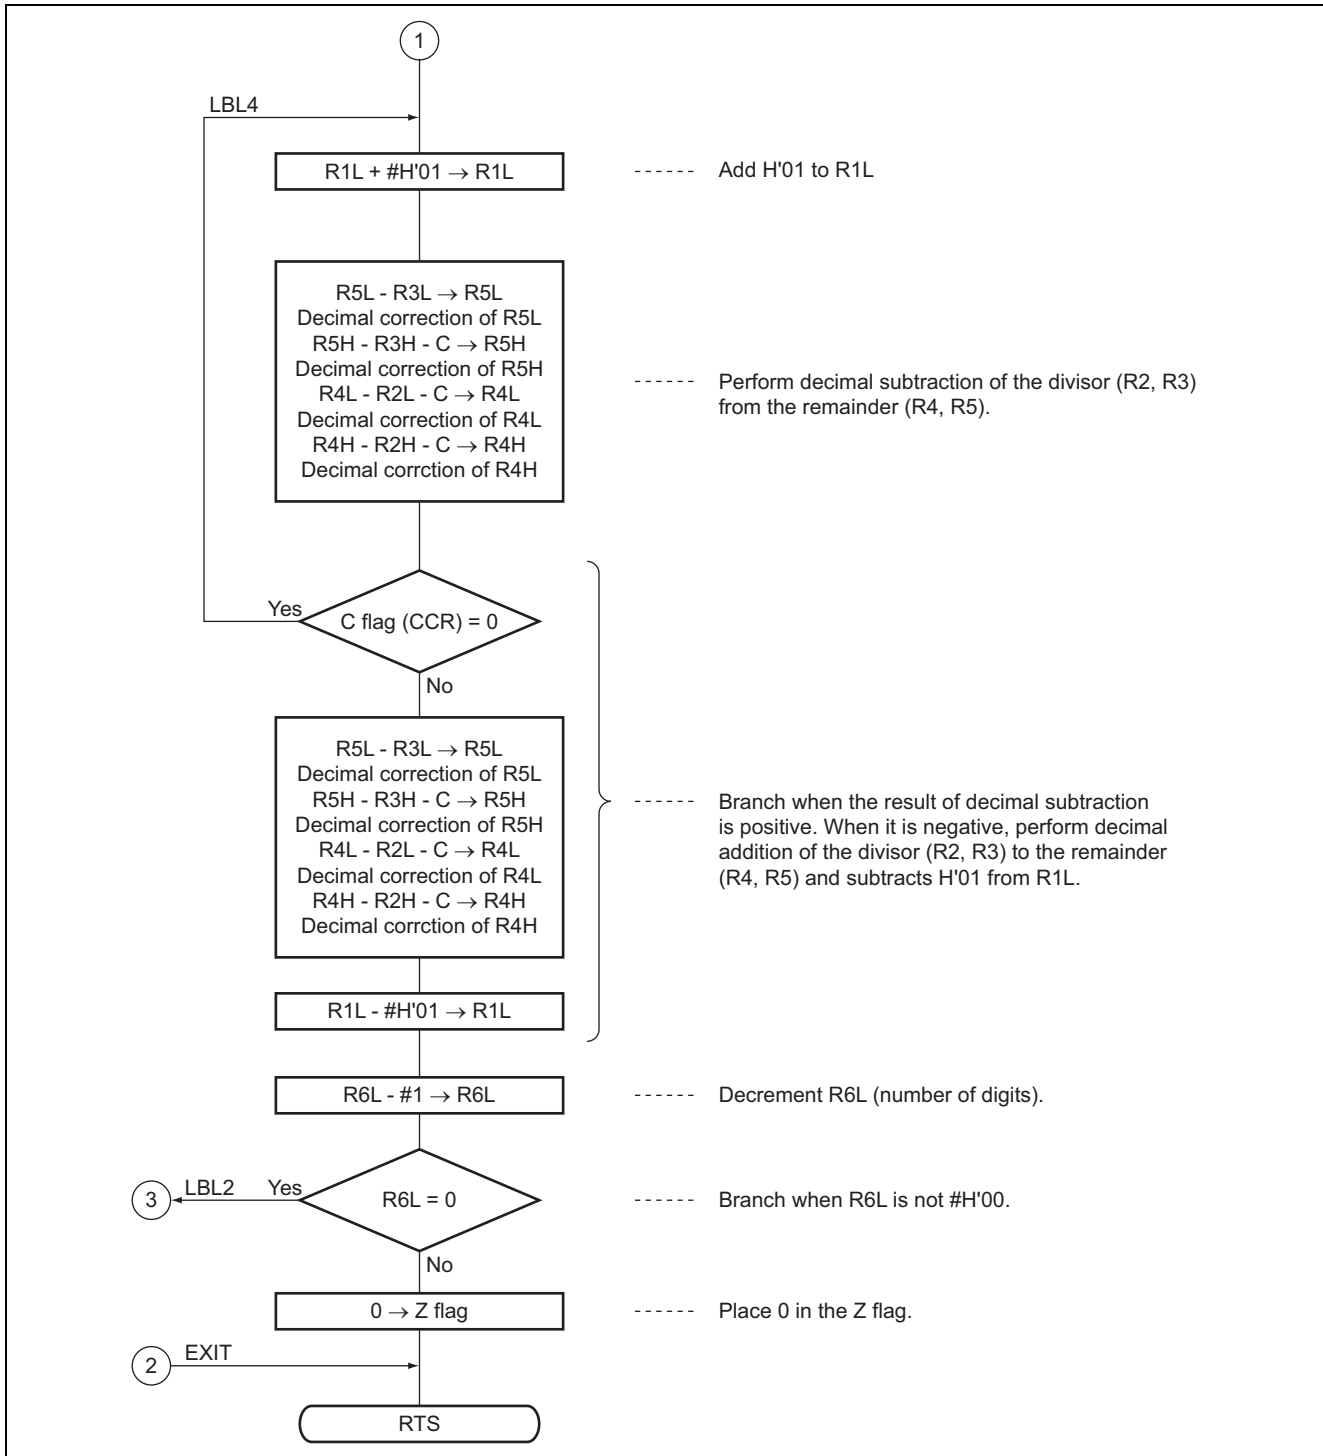 1
LBL4
R1L + #H'01 → R1L
------ Add H'01 to R1L
R5L - R3L → R5L
Decimal correction of R5L
R5H - R3H - C → R5H
Decimal correction of R5H
R4L - R2L - C → R4L
Decimal correction of R4L
R4H - R2H - C → R4H
Decimal corrction of R4H
------ Perform decimal subtraction of the divisor (R2, R3)
from the remainder (R4, R5).
Yes
C flag (CCR) = 0
No
R5L - R3L → R5L
Decimal correction of R5L
R5H - R3H - C → R5H
Decimal correction of R5H
R4L - R2L - C → R4L
Decimal correction of R4L
R4H - R2H - C → R4H
Decimal corrction of R4H
------ Branch when the result of decimal subtraction
is positive. When it is negative, perform decimal
addition of the divisor (R2, R3) to the remainder
(R4, R5) and subtracts H'01 from R1L.
R1L - #H'01 → R1L
R6L - #1 → R6L
------ Decrement R6L (number of digits).
3
LBL2
Yes
R6L = 0
------ Branch when R6L is not #H'00.
No
0 → Z flag
------ Place 0 in the Z flag.
2
EXIT
RTS